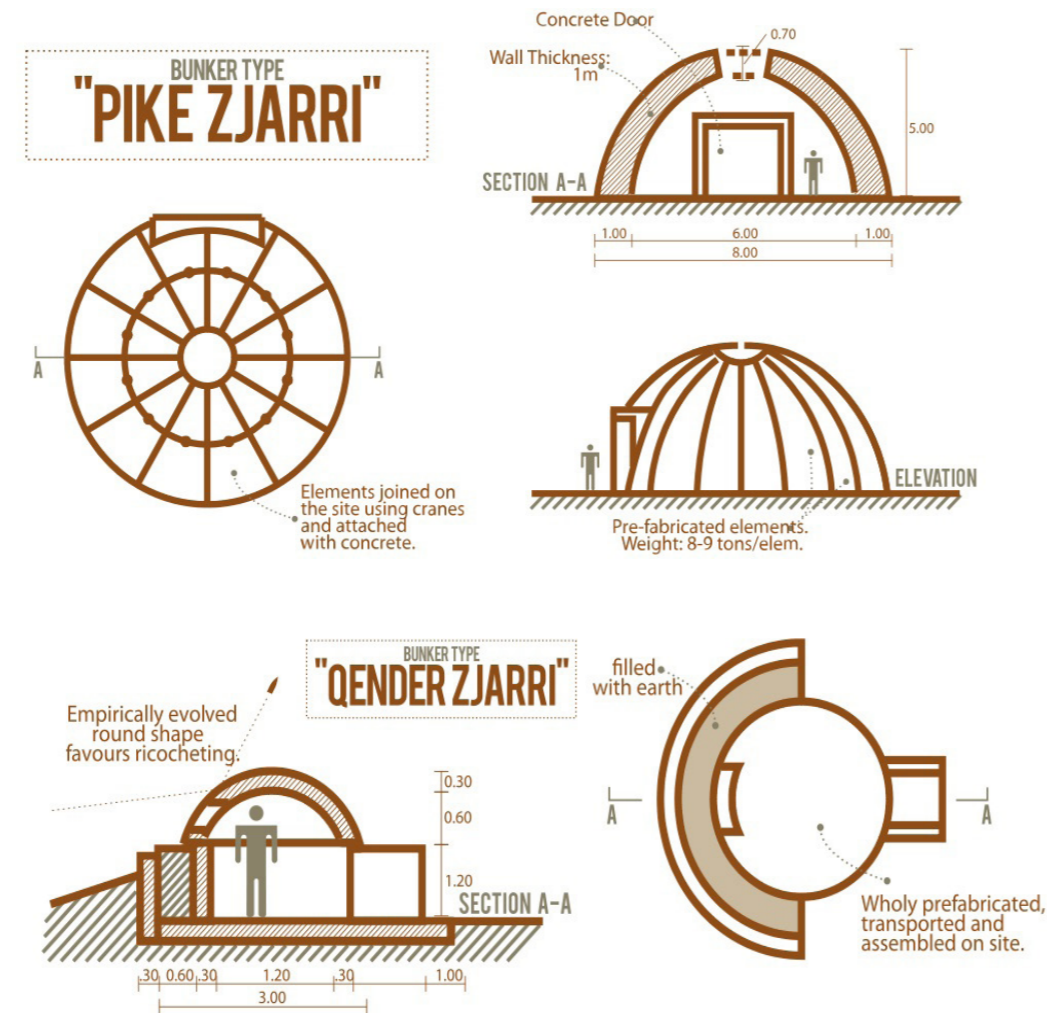 BUNKER TYPE
"PIKE ZJARRI"
Concrete Door
0.70
Wall Thickness:
1m
5.00
SECTION A-A
1.00 6.00 1.00
8.00
A A
Elements joined on
the site using cranes
and attached
with concrete.
ELEVATION
Pre-fabricated elements.
Weight: 8-9 tons/elem.
BUNKER TYPE
"QENDER ZJARRI"
Empirically evolved
round shape
favours ricocheting.
0.30
0.60
1.20
SECTION A-A
.30 0.60 .30 1.20 .30 1.00
3.00
filled
with earth
A A
Wholy prefabricated,
transported and
assembled on site.